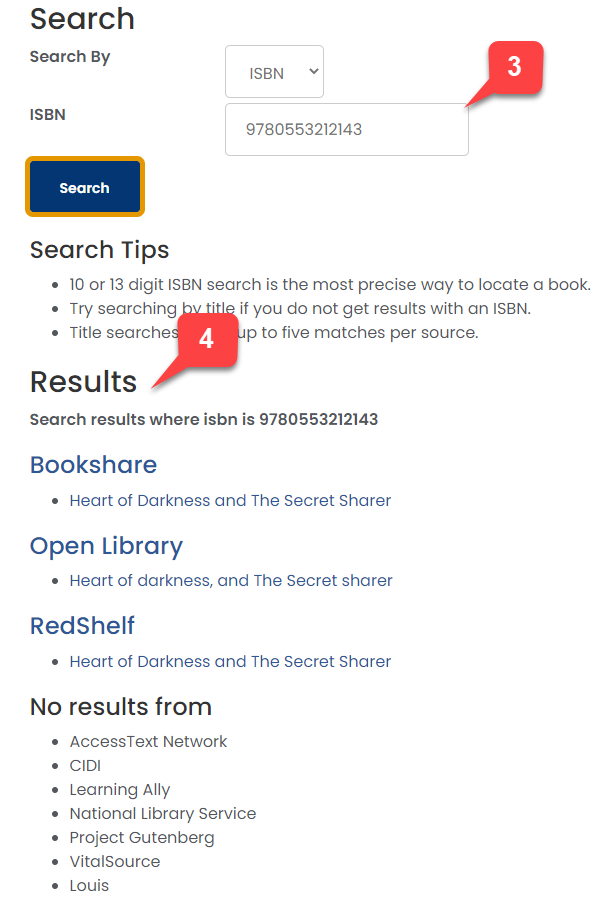 Search
Search By
ISBN
3
ISBN
9780553212143
Search
Search Tips
10 or 13 digit ISBN search is the most precise way to locate a book.
Try searching by title if you do not get results with an ISBN.
Title searches up to five matches per source.
4
Results
Search results where isbn is 9780553212143
Bookshare
Heart of Darkness and The Secret Sharer
Open Library
Heart of darkness, and The Secret sharer
RedShelf
Heart of Darkness and The Secret Sharer
No results from
AccessText Network
CIDI
Learning Ally
National Library Service
Project Gutenberg
VitalSource
Louis